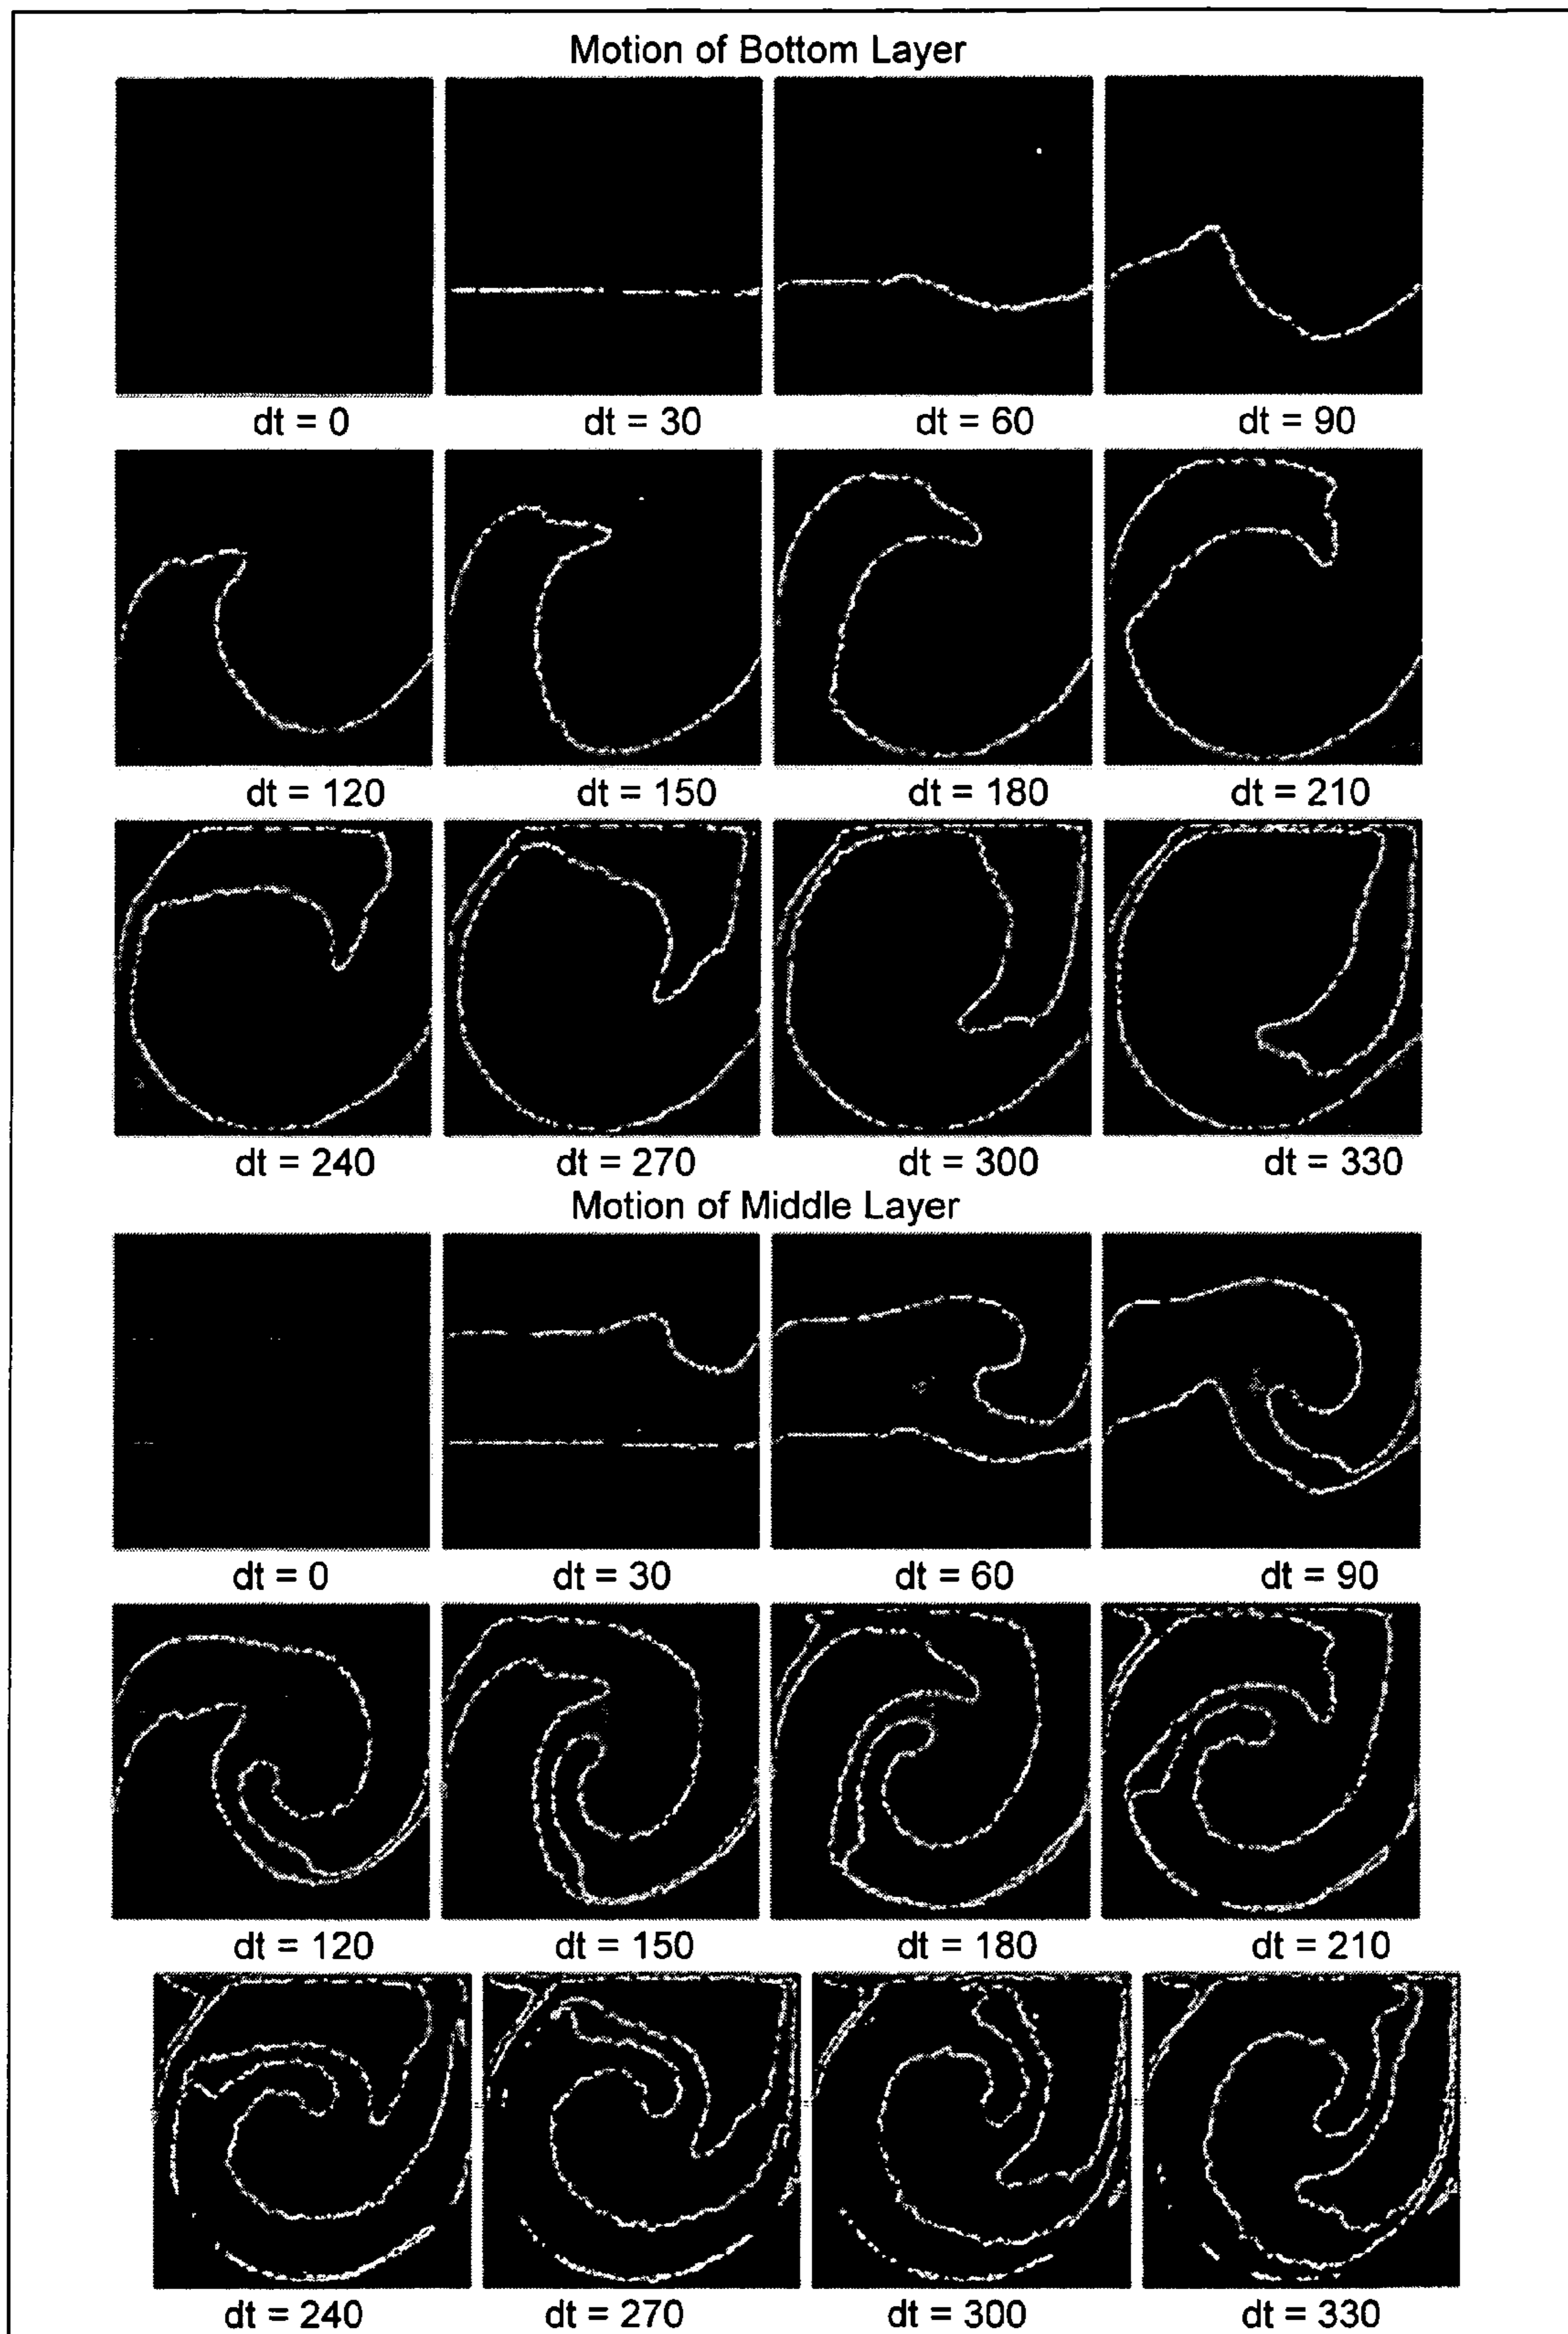 Motion of Bottom Layer
dt = 0 dt = 30 dt = 60 dt = 90
dt = 120 dt = 150 dt = 180 dt = 210
dt = 240 dt = 270 dt = 300 dt = 330
Motion of Middle Layer
dt = 0 dt = 30 dt = 60 dt = 90
dt = 120 dt = 150 dt = 180 dt = 210
dt = 240 dt = 270 dt = 300 dt = 330